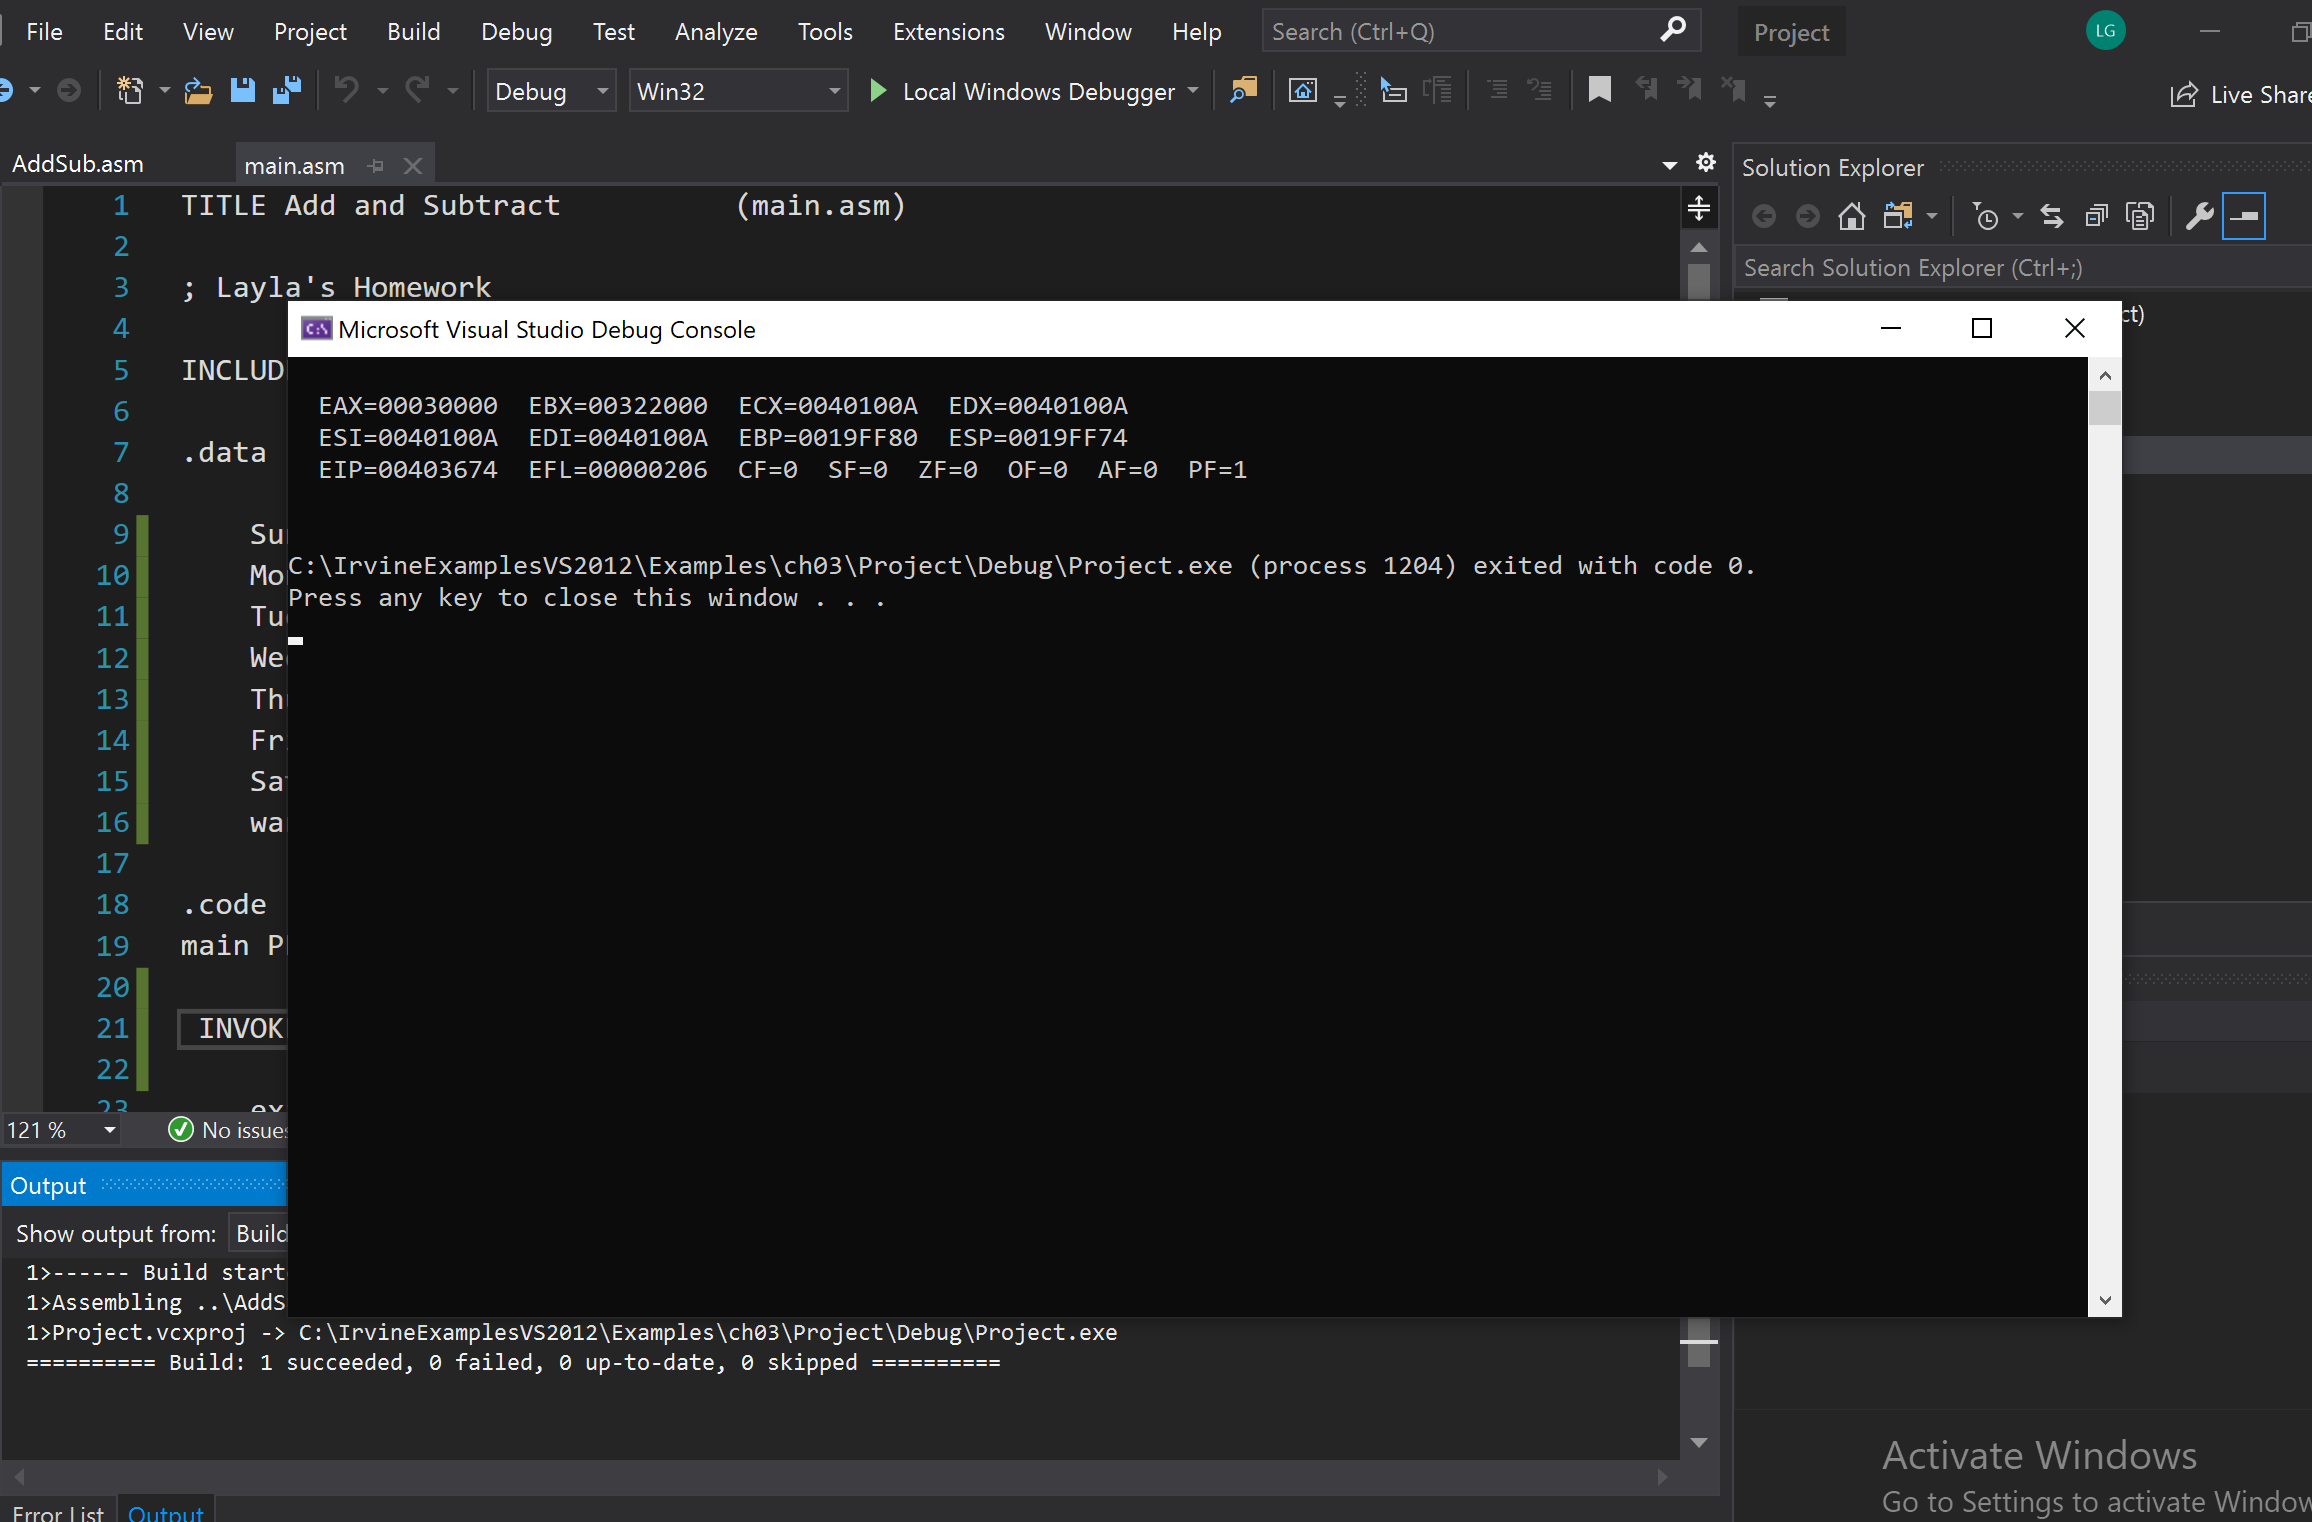 File Edit View Project Build Debug Test Analyze Tools Extensions Window Help Search (Ctrl+Q) Project LG
Debug Win32 Local Windows Debugger Live Share
AddSub.asm main.asm
1 TITLE Add and Subtract (main.asm)
2
3 ; Layla's Homework
4
5 INCLUD
6
7 .data
8
9 Su
10 Mo
11 Tu
12 We
13 Th
14 Fr
15 Sa
16 wa
17
18 .code
19 main P
20
21 INVOK
22
23 ex
121 % No issues
Solution Explorer
Search Solution Explorer (Ctrl+;)
ct)
Microsoft Visual Studio Debug Console
EAX=00030000 EBX=00322000 ECX=0040100A EDX=0040100A
ESI=0040100A EDI=0040100A EBP=0019FF80 ESP=0019FF74
EIP=00403674 EFL=00000206 CF=0 SF=0 ZF=0 OF=0 AF=0 PF=1
C:\IrvineExamplesVS2012\Examples\ch03\Project\Debug\Project.exe (process 1204) exited with code 0.
Press any key to close this window . . .
Output
Show output from: Build
1>------ Build start
1>Assembling ..\AddS
1>Project.vcxproj -> C:\IrvineExamplesVS2012\Examples\ch03\Project\Debug\Project.exe
========== Build: 1 succeeded, 0 failed, 0 up-to-date, 0 skipped ==========
Error List Output
Activate Windows
Go to Settings to activate Window